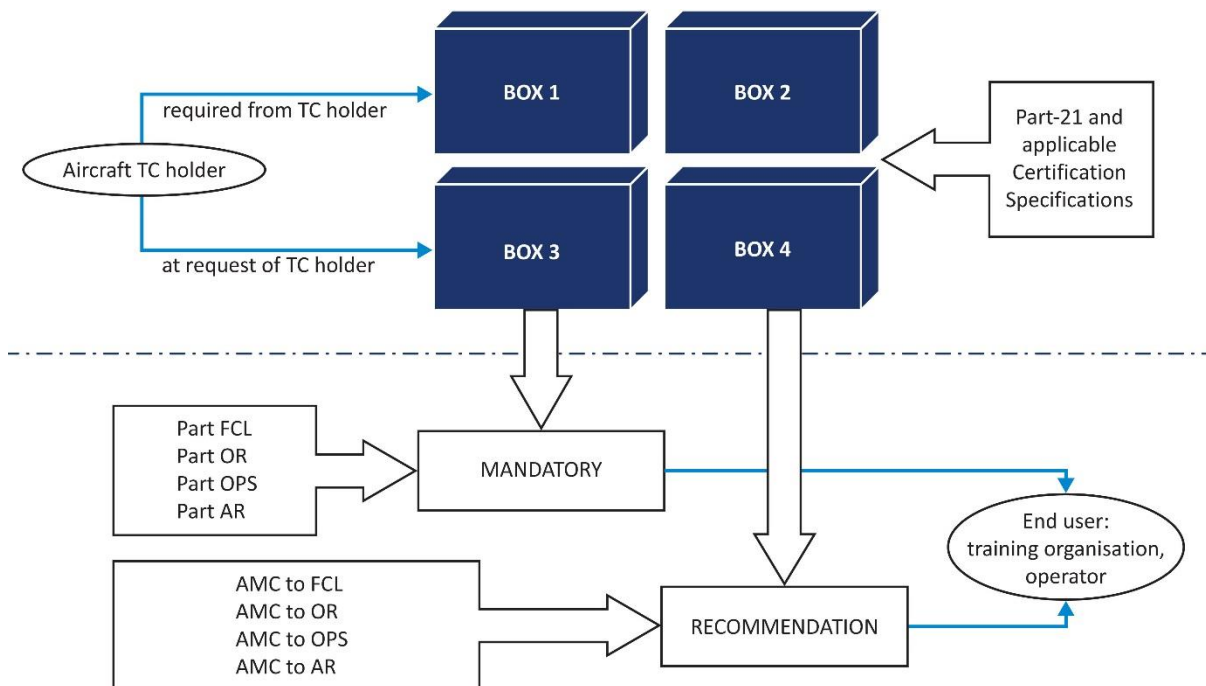 BOX 1
BOX 2
required from TC holder
Part-21 and
applicable
Certification
Specifications
Aircraft TC holder
BOX 3
BOX 4
at request of TC holder
Part FCL
Part OR
Part OPS
Part AR
MANDATORY
End user:
training organisation,
operator
AMC to FCL
AMC to OR
AMC to OPS
AMC to AR
RECOMMENDATION